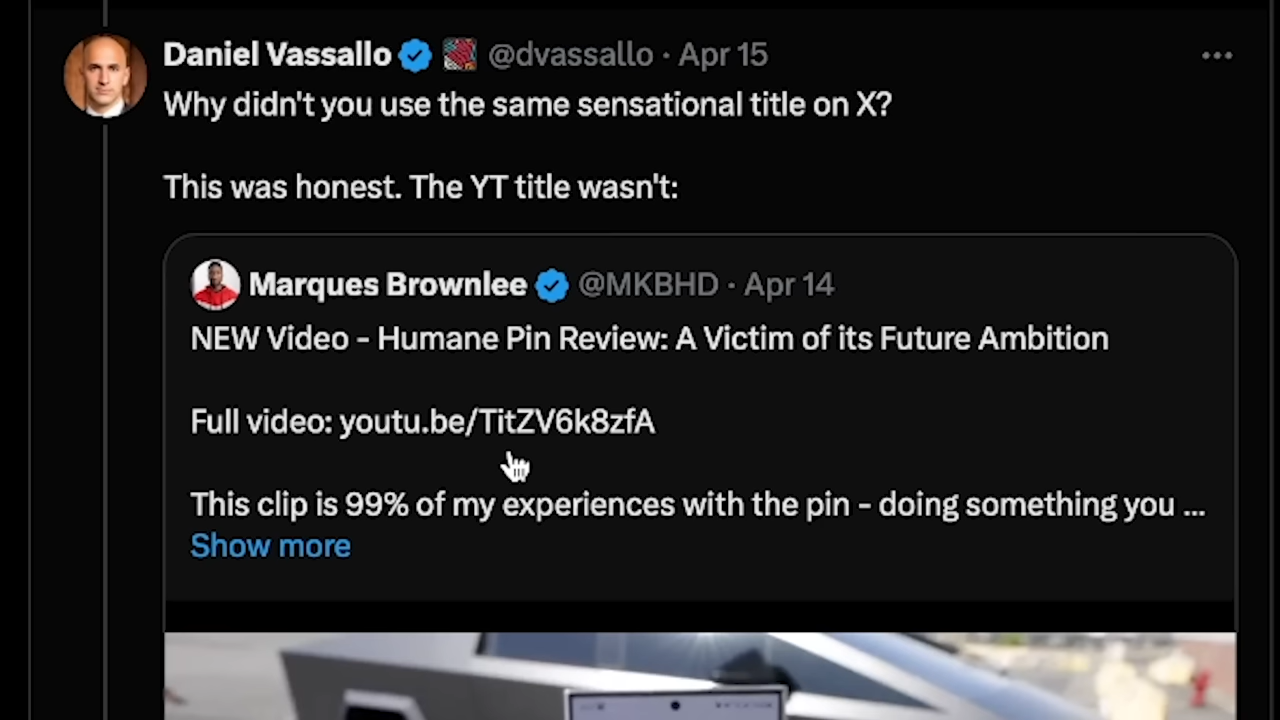 Daniel Vassallo @dvassallo · Apr 15
Why didn't you use the same sensational title on X?
This was honest. The YT title wasn't:
Marques Brownlee @MKBHD · Apr 14
NEW Video - Humane Pin Review: A Victim of its Future Ambition
Full video: youtu.be/TitZV6k8zfA
This clip is 99% of my experiences with the pin - doing something you ...
Show more